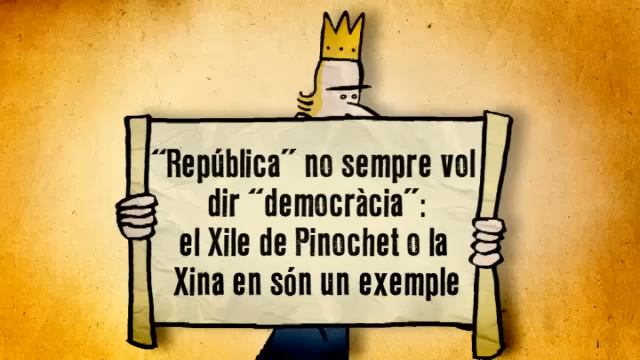 “República” no sempre vol
dir “democràcia”:
el Xile de Pinochet o la
Xina en són un exemple